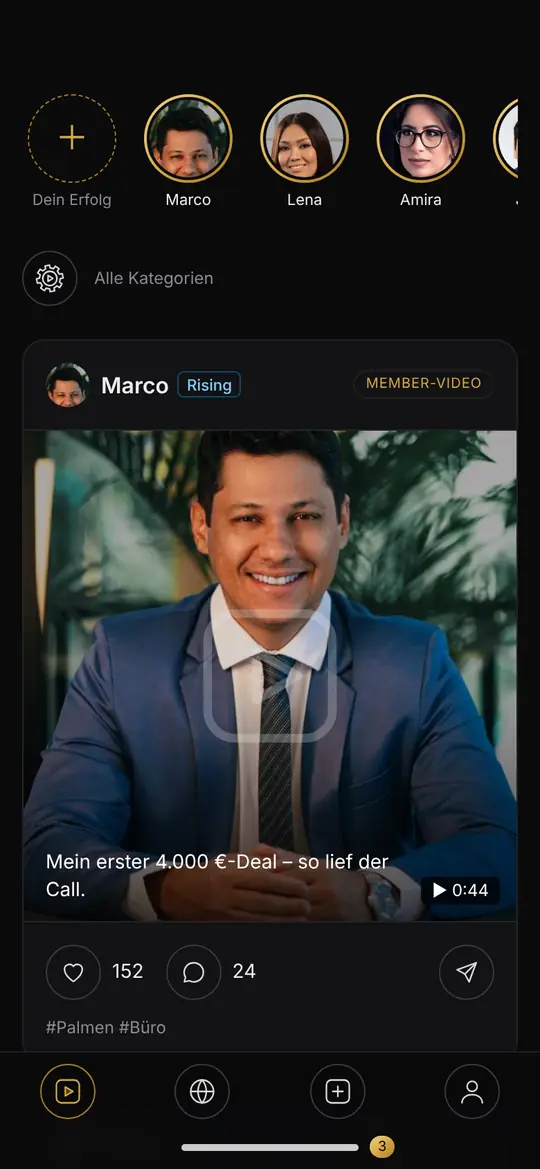 Dein Erfolg
Marco
Lena
Amira
Alle Kategorien
Marco
Rising
MEMBER-VIDEO
Mein erster 4.000 €-Deal – so lief der
Call.
0:44
152
24
#Palmen #Büro
3